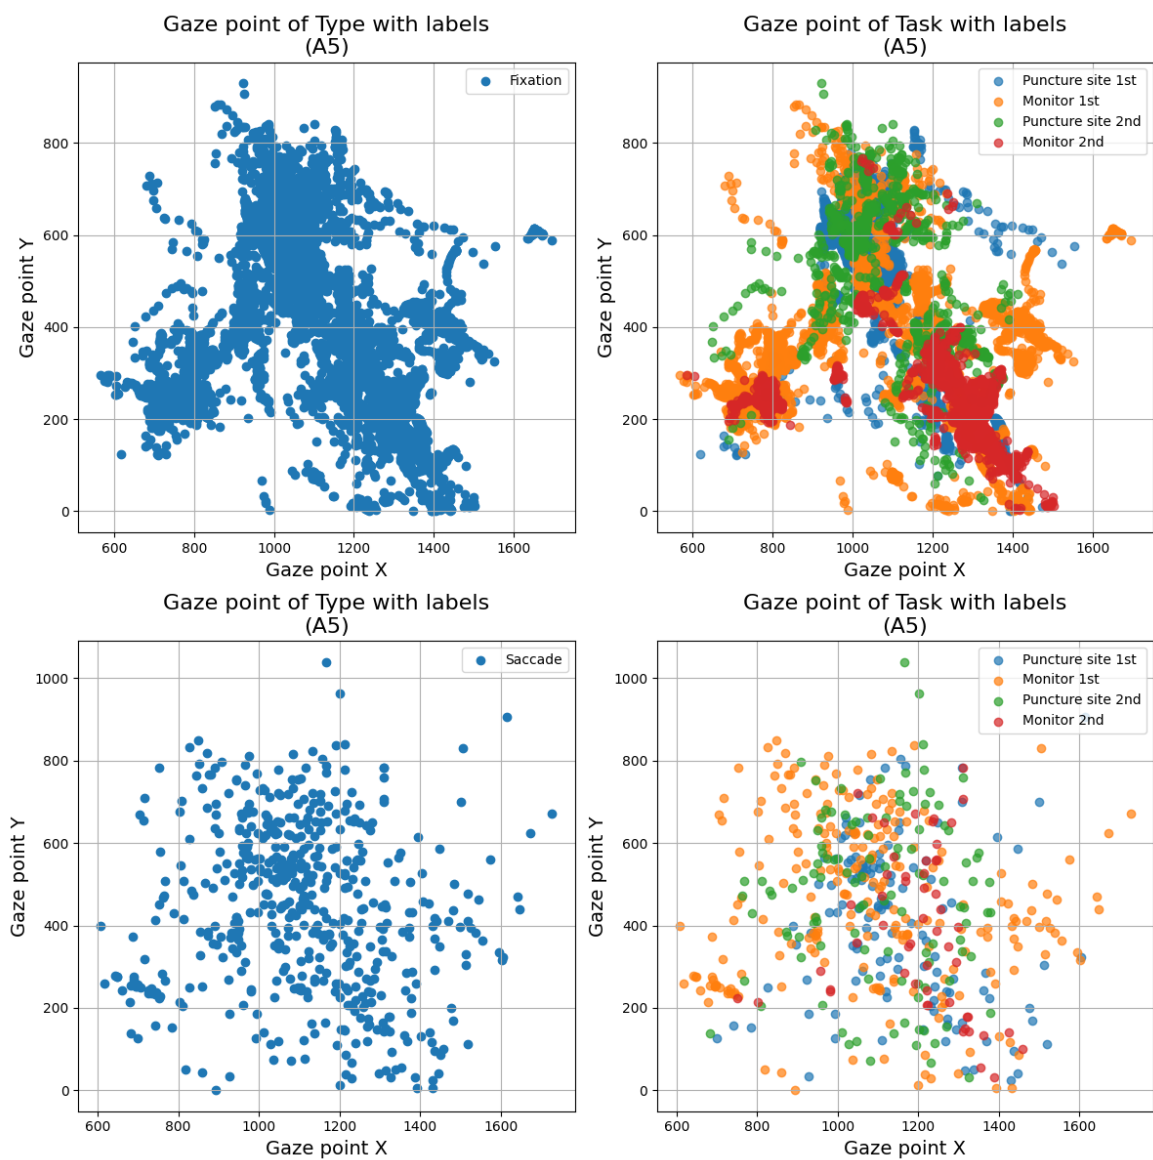 Gaze point of Type with labels
(A5)
Fixation
Gaze point Y
800
600
400
200
0
600 800 1000 1200 1400 1600
Gaze point X
Gaze point of Task with labels
(A5)
Puncture site 1st
Monitor 1st
Puncture site 2nd
Monitor 2nd
Gaze point Y
800
600
400
200
0
600 800 1000 1200 1400 1600
Gaze point X
Gaze point of Type with labels
(A5)
Saccade
Gaze point Y
1000
800
600
400
200
0
600 800 1000 1200 1400 1600
Gaze point X
Gaze point of Task with labels
(A5)
Puncture site 1st
Monitor 1st
Puncture site 2nd
Monitor 2nd
Gaze point Y
1000
800
600
400
200
0
600 800 1000 1200 1400 1600
Gaze point X